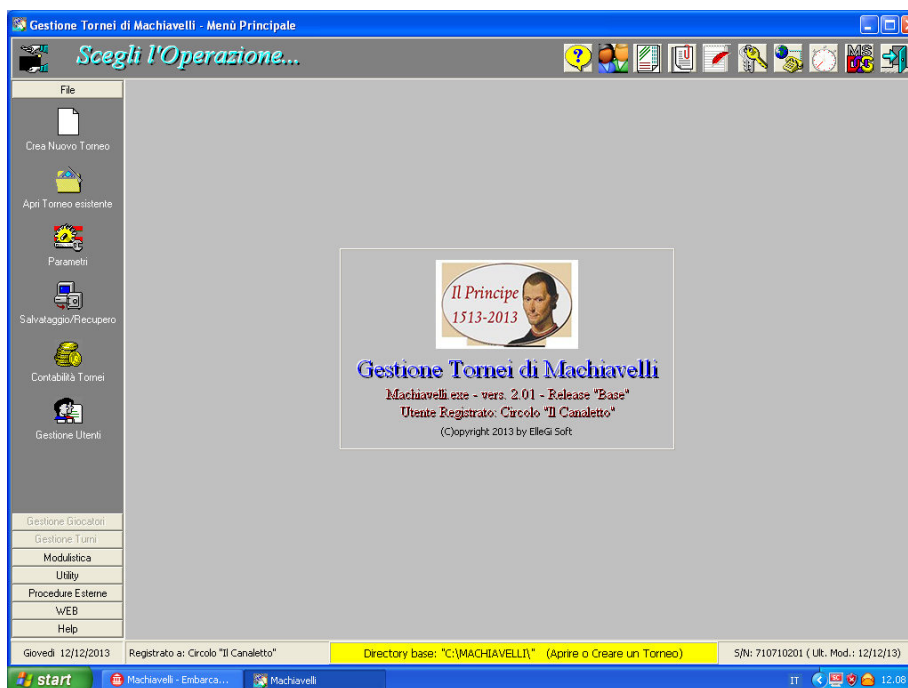 Gestione Tornei di Machiavelli - Menù Principale
Scegli l'Operazione...
File
Crea Nuovo Torneo
Apri Torneo esistente
Parametri
Salvataggio/Recupero
Contabilità Tornei
Gestione Utenti
Il Principe
1513-2013
Gestione Tornei di Machiavelli
Machiavelli.exe - vers. 2.01 - Release "Base"
Utente Registrato: Circolo "Il Canaletto"
(C)opyright 2013 by ElleGi Soft
Gestione Giocatori
Gestione Turni
Modulistica
Utility
Procedure Esterne
WEB
Help
Giovedì 12/12/2013 Registrato a: Circolo "Il Canaletto" Directory base: "C:\MACHIAVELLI\" (Aprire o Creare un Torneo) S/N: 710710201 ( Ult. Mod.: 12/12/13)
start Machiavelli - Embarca... Machiavelli IT 12.08